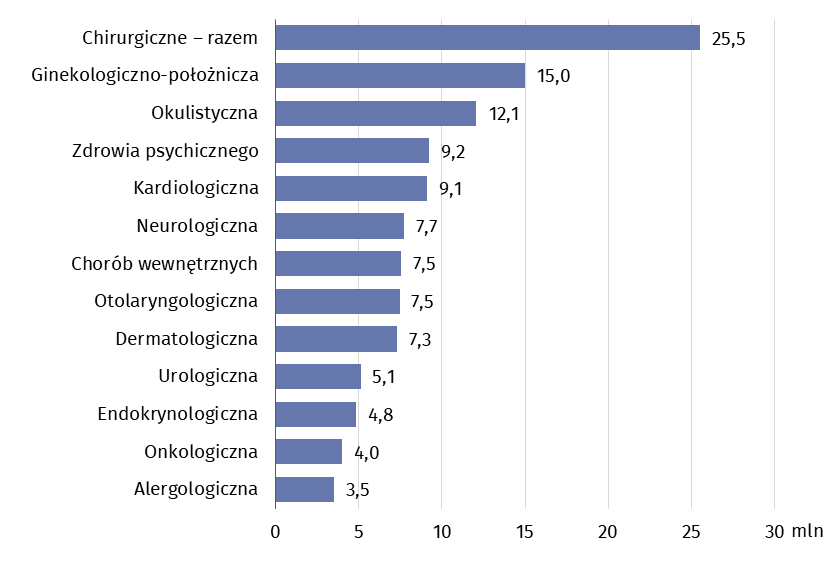 Chirurgiczne – razem 25,5
Ginekologiczno-położnicza 15,0
Okulistyczna 12,1
Zdrowia psychicznego 9,2
Kardiologiczna 9,1
Neurologiczna 7,7
Chorób wewnętrznych 7,5
Otolaryngologiczna 7,5
Dermatologiczna 7,3
Urologiczna 5,1
Endokrynologiczna 4,8
Onkologiczna 4,0
Alergologiczna 3,5
0 5 10 15 20 25 30 mln